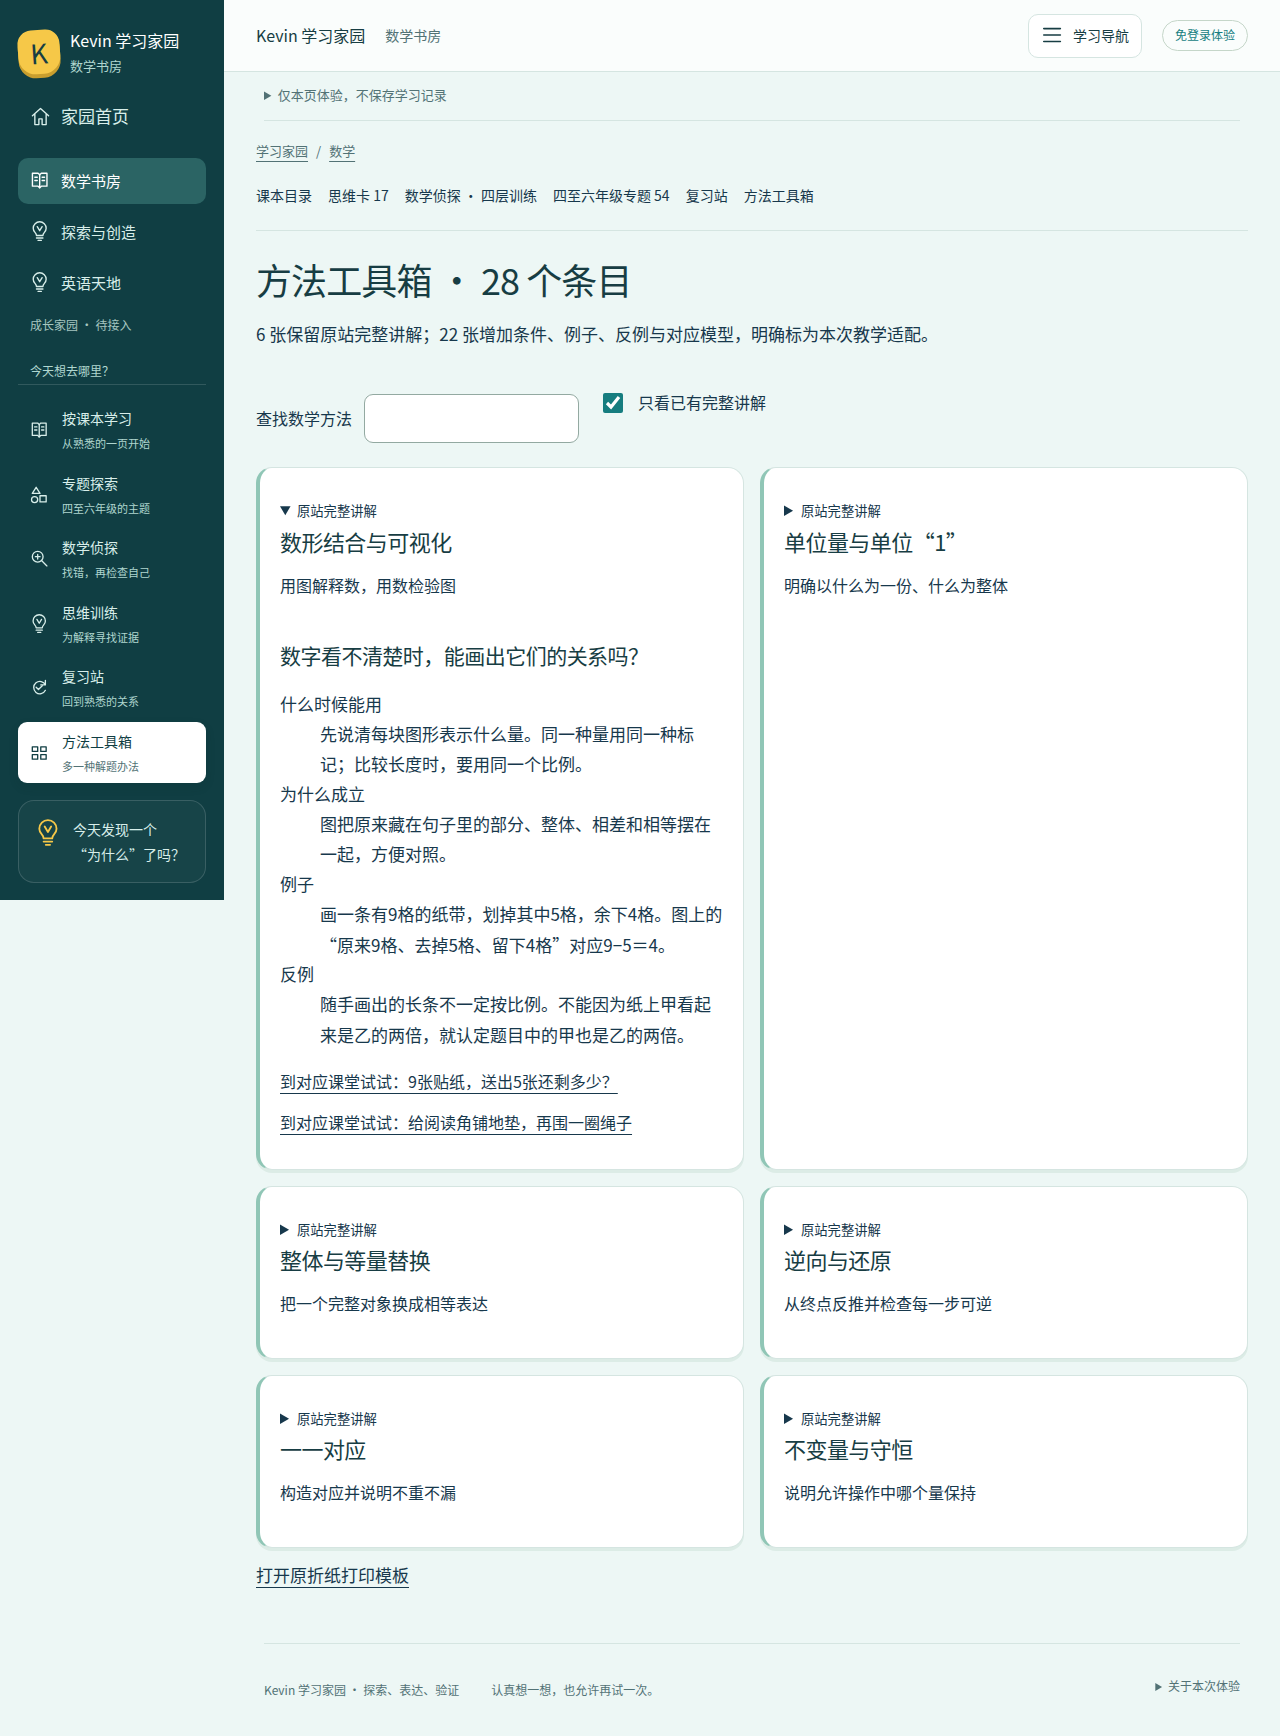 K
Kevin 学习家园
数学书房
家园首页
数学书房
探索与创造
英语天地
成长家园 · 待接入
今天想去哪里？
按课本学习
从熟悉的一页开始
专题探索
四至六年级的主题
数学侦探
找错，再检查自己
思维训练
为解释寻找证据
复习站
回到熟悉的关系
方法工具箱
多一种解题办法
今天发现一个
“为什么”了吗？
Kevin 学习家园 数学书房
学习导航
免登录体验
仅本页体验，不保存学习记录
学习家园 / 数学
课本目录 思维卡 17 数学侦探 · 四层训练 四至六年级专题 54 复习站 方法工具箱
方法工具箱 · 28 个条目
6 张保留原站完整讲解；22 张增加条件、例子、反例与对应模型，明确标为本次教学适配。
查找数学方法
只看已有完整讲解
原站完整讲解
数形结合与可视化
用图解释数，用数检验图
数字看不清楚时，能画出它们的关系吗？
什么时候能用
先说清每块图形表示什么量。同一种量用同一种标
记；比较长度时，要用同一个比例。
为什么成立
图把原来藏在句子里的部分、整体、相差和相等摆在
一起，方便对照。
例子
画一条有9格的纸带，划掉其中5格，余下4格。图上的
“原来9格、去掉5格、留下4格”对应9−5＝4。
反例
随手画出的长条不一定按比例。不能因为纸上甲看起
来是乙的两倍，就认定题目中的甲也是乙的两倍。
到对应课堂试试：9张贴纸，送出5张还剩多少？
到对应课堂试试：给阅读角铺地垫，再围一圈绳子
原站完整讲解
单位量与单位“1”
明确以什么为一份、什么为整体
原站完整讲解
整体与等量替换
把一个完整对象换成相等表达
原站完整讲解
逆向与还原
从终点反推并检查每一步可逆
原站完整讲解
一一对应
构造对应并说明不重不漏
原站完整讲解
不变量与守恒
说明允许操作中哪个量保持
打开原折纸打印模板
Kevin 学习家园 · 探索、表达、验证 认真想一想，也允许再试一次。
关于本次体验